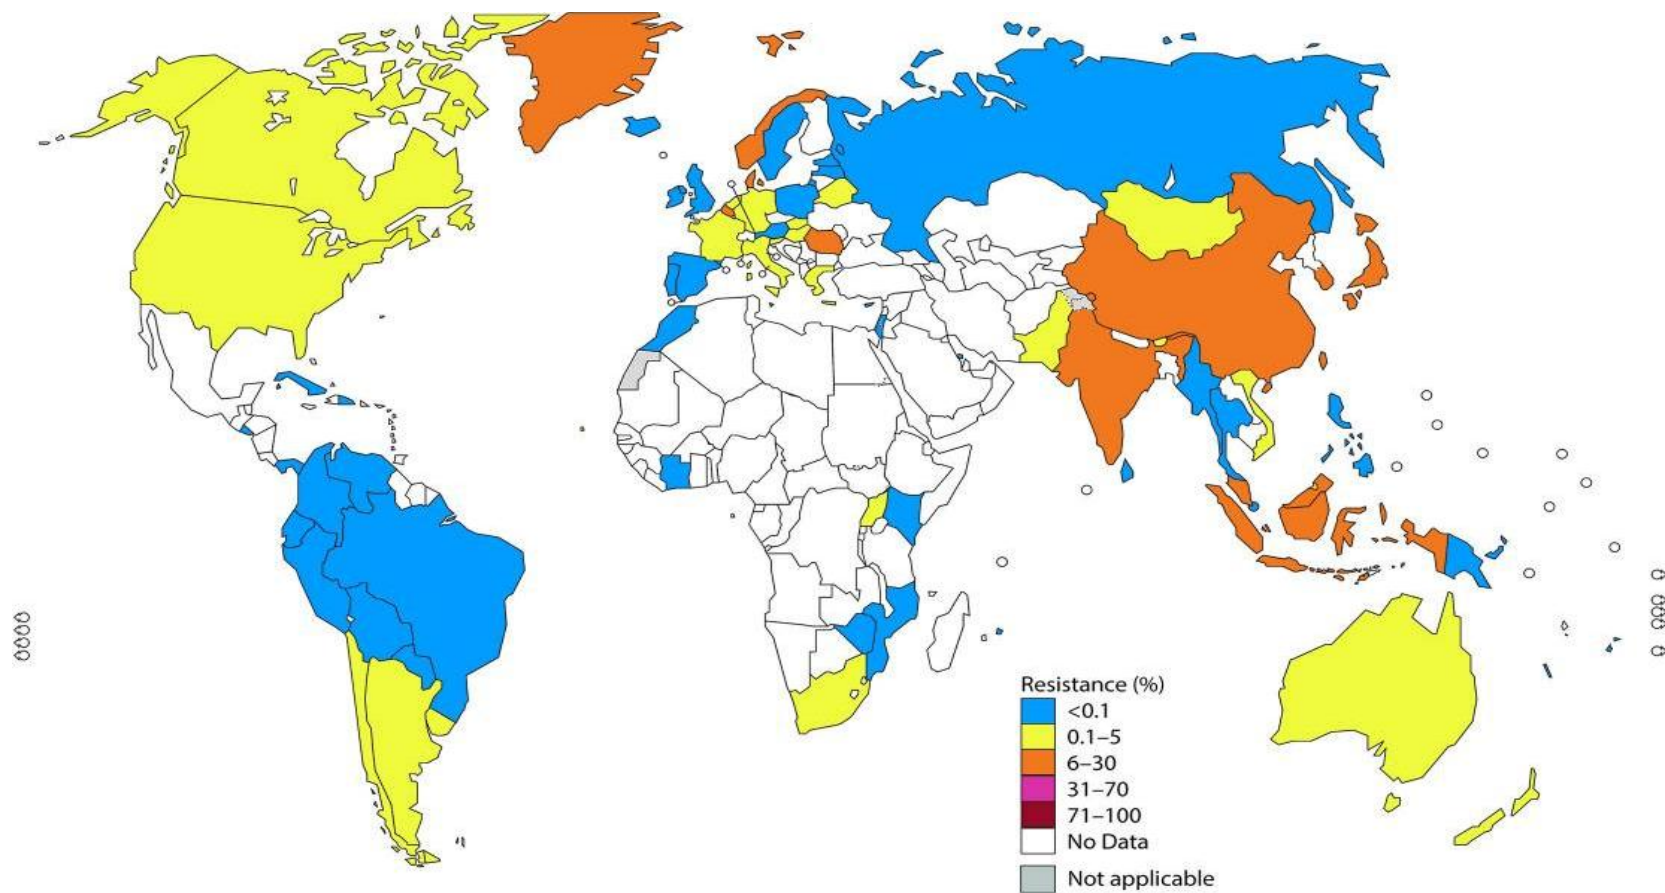 Resistance (%)
<0.1
0.1–5
6–30
31–70
71–100
No Data
Not applicable